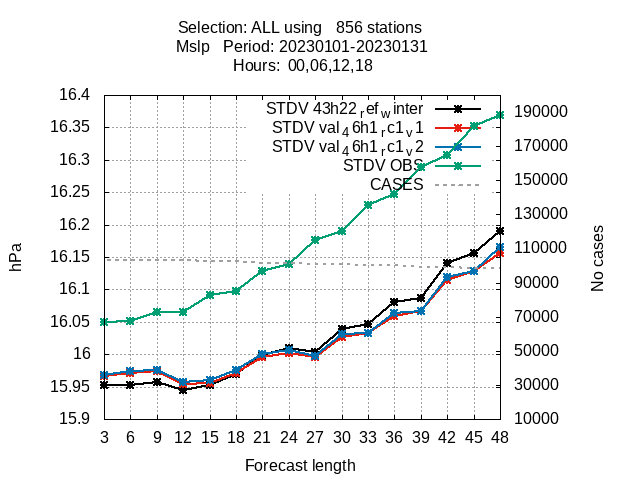 Selection: ALL using   856 stations
Mslp   Period: 20230101-20230131
Hours:  00,06,12,18
16.4
16.35
16.3
16.25
16.2
16.15
16.1
16.05
16
15.95
15.9
hPa
STDV 43h22refwinter
STDV val46h1rc1v1
STDV val46h1rc1v2
STDV OBS
CASES
190000
170000
150000
130000
110000
90000
70000
50000
30000
10000
No cases
3 6 9 12 15 18 21 24 27 30 33 36 39 42 45 48
Forecast length